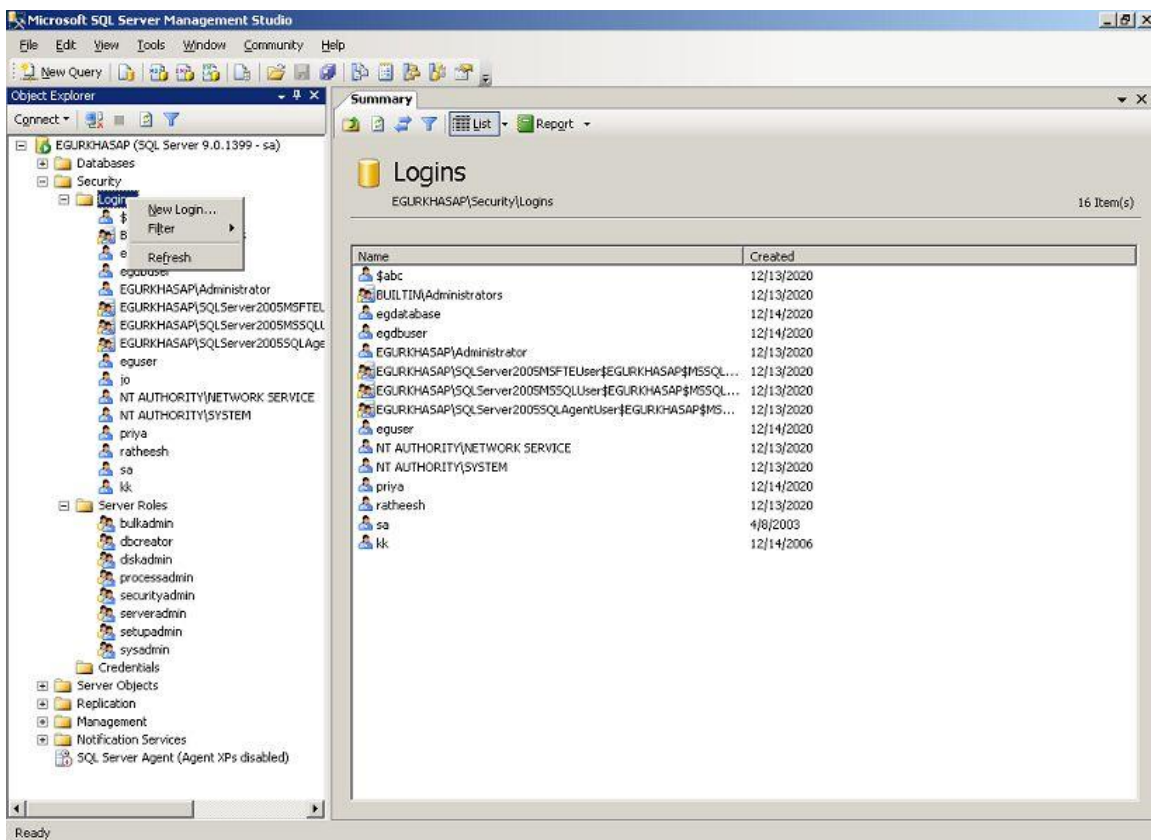 Microsoft SQL Server Management Studio
File Edit View Tools Window Community Help
New Query
Object Explorer
Connect
EGURKHASAP (SQL Server 9.0.1399 - sa)
Databases
Security
Login
New Login...
Filter
Refresh
$
B
e
egdbuser
EGURKHASAP\Administrator
EGURKHASAP\SQLServer2005MSFTEL
EGURKHASAP\SQLServer2005MSSQLU
EGURKHASAP\SQLServer2005SQLAge
eguser
jo
NT AUTHORITY\NETWORK SERVICE
NT AUTHORITY\SYSTEM
priya
ratheesh
sa
kk
Server Roles
bulkadmin
dbcreator
diskadmin
processadmin
securityadmin
serveradmin
setupadmin
sysadmin
Credentials
Server Objects
Replication
Management
Notification Services
SQL Server Agent (Agent XPs disabled)
Summary
List Report
Logins
EGURKHASAP\Security\Logins 16 Item(s)
Name Created
$abc 12/13/2020
BUILTIN\Administrators 12/13/2020
egdatabase 12/14/2020
egdbuser 12/14/2020
EGURKHASAP\Administrator 12/13/2020
EGURKHASAP\SQLServer2005MSFTEUser$EGURKHASAP$MSSQL... 12/13/2020
EGURKHASAP\SQLServer2005MSSQLUser$EGURKHASAP$MSSQL... 12/13/2020
EGURKHASAP\SQLServer2005SQLAgentUser$EGURKHASAP$MS... 12/13/2020
eguser 12/14/2020
NT AUTHORITY\NETWORK SERVICE 12/13/2020
NT AUTHORITY\SYSTEM 12/13/2020
priya 12/14/2020
ratheesh 12/13/2020
sa 4/8/2003
kk 12/14/2006
Ready